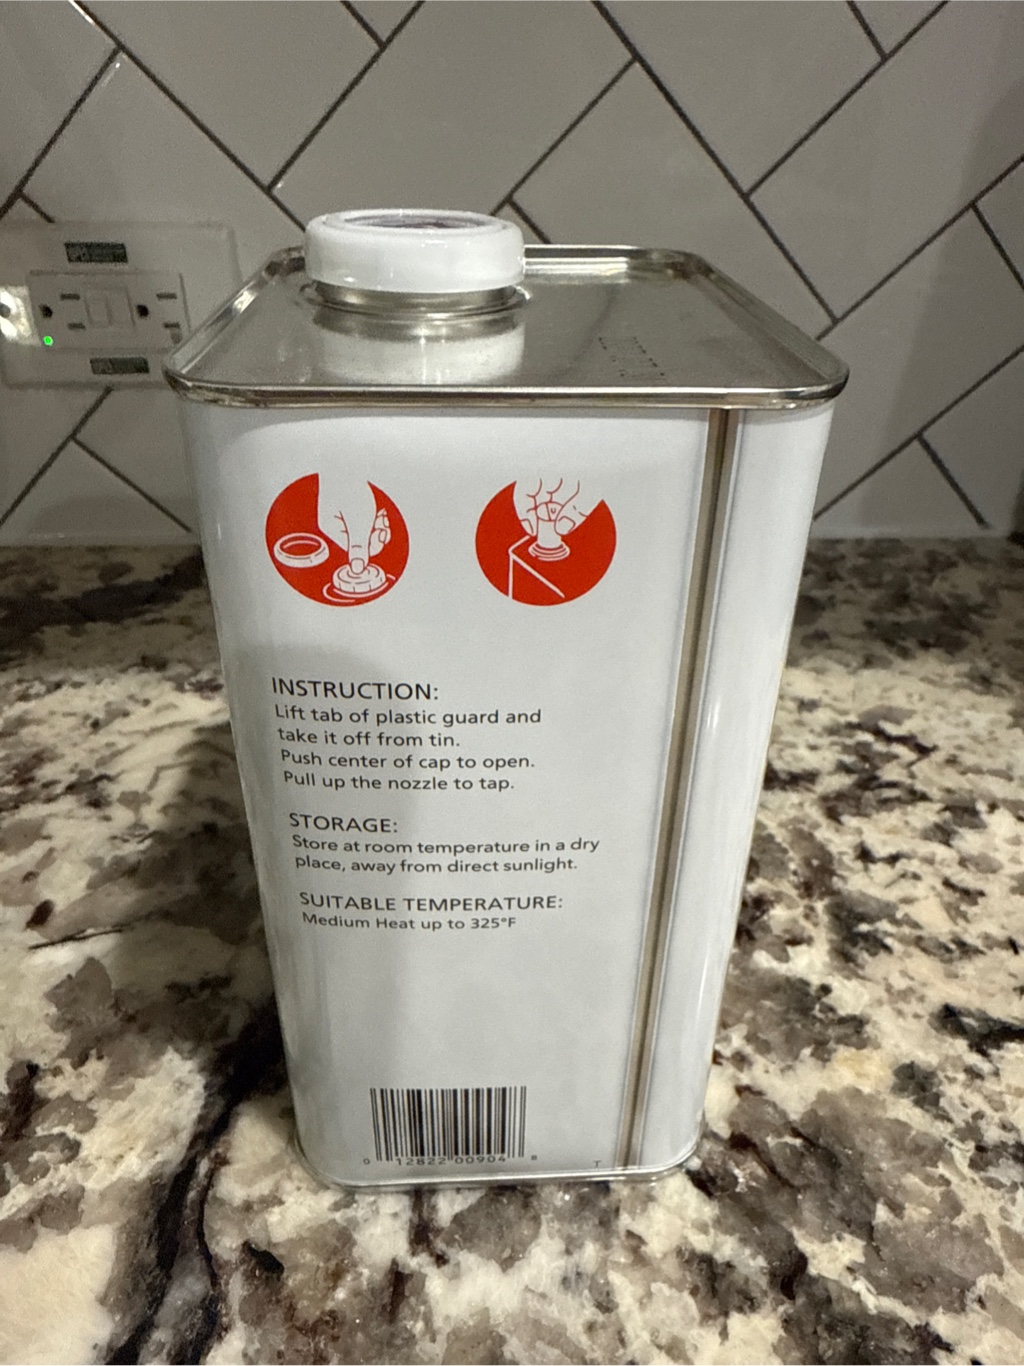 INSTRUCTION:
Lift tab of plastic guard and
take it off from tin.
Push center of cap to open.
Pull up the nozzle to tap.
STORAGE:
Store at room temperature in a dry
place, away from direct sunlight.
SUITABLE TEMPERATURE:
Medium Heat up to 325°F
0 12822 00904 8
T